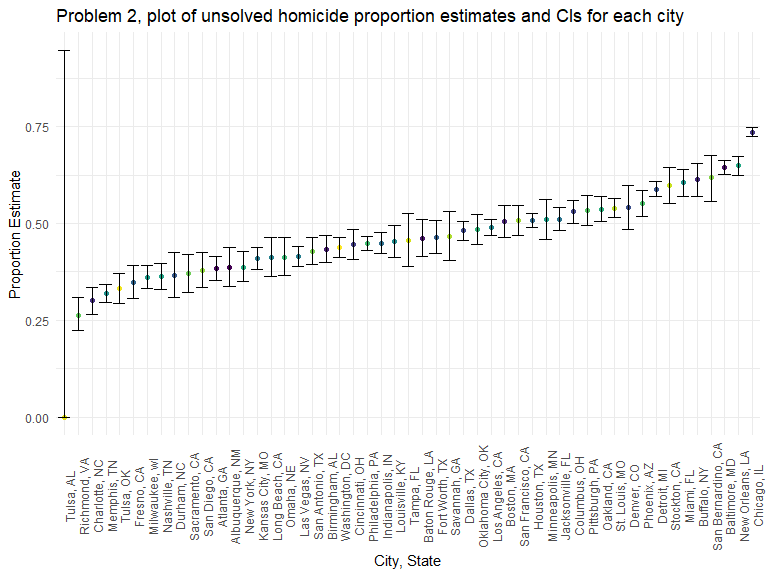 Problem 2, plot of unsolved homicide proportion estimates and CIs for each city
Proportion Estimate
0.75
0.50
0.25
0.00
Tulsa, AL
Richmond, VA
Charlotte, NC
Memphis, TN
Tulsa, OK
Fresno, CA
Milwaukee, wI
Nashville, TN
Durham, NC
Sacramento, CA
San Diego, CA
Atlanta, GA
Albuquerque, NM
New York, NY
Kansas City, MO
Long Beach, CA
Omaha, NE
Las Vegas, NV
San Antonio, TX
Birmingham, AL
Washington, DC
Cincinnati, OH
Philadelphia, PA
Indianapolis, IN
Louisville, KY
Tampa, FL
Baton Rouge, LA
Fort Worth, TX
Savannah, GA
Dallas, TX
Oklahoma City, OK
Los Angeles, CA
Boston, MA
San Francisco, CA
Houston, TX
Minneapolis, MN
Jacksonville, FL
Columbus, OH
Pittsburgh, PA
Oakland, CA
St. Louis, MO
Denver, CO
Phoenix, AZ
Detroit, MI
Stockton, CA
Miami, FL
Buffalo, NY
San Bernardino, CA
Baltimore, MD
New Orleans, LA
Chicago, IL
City, State